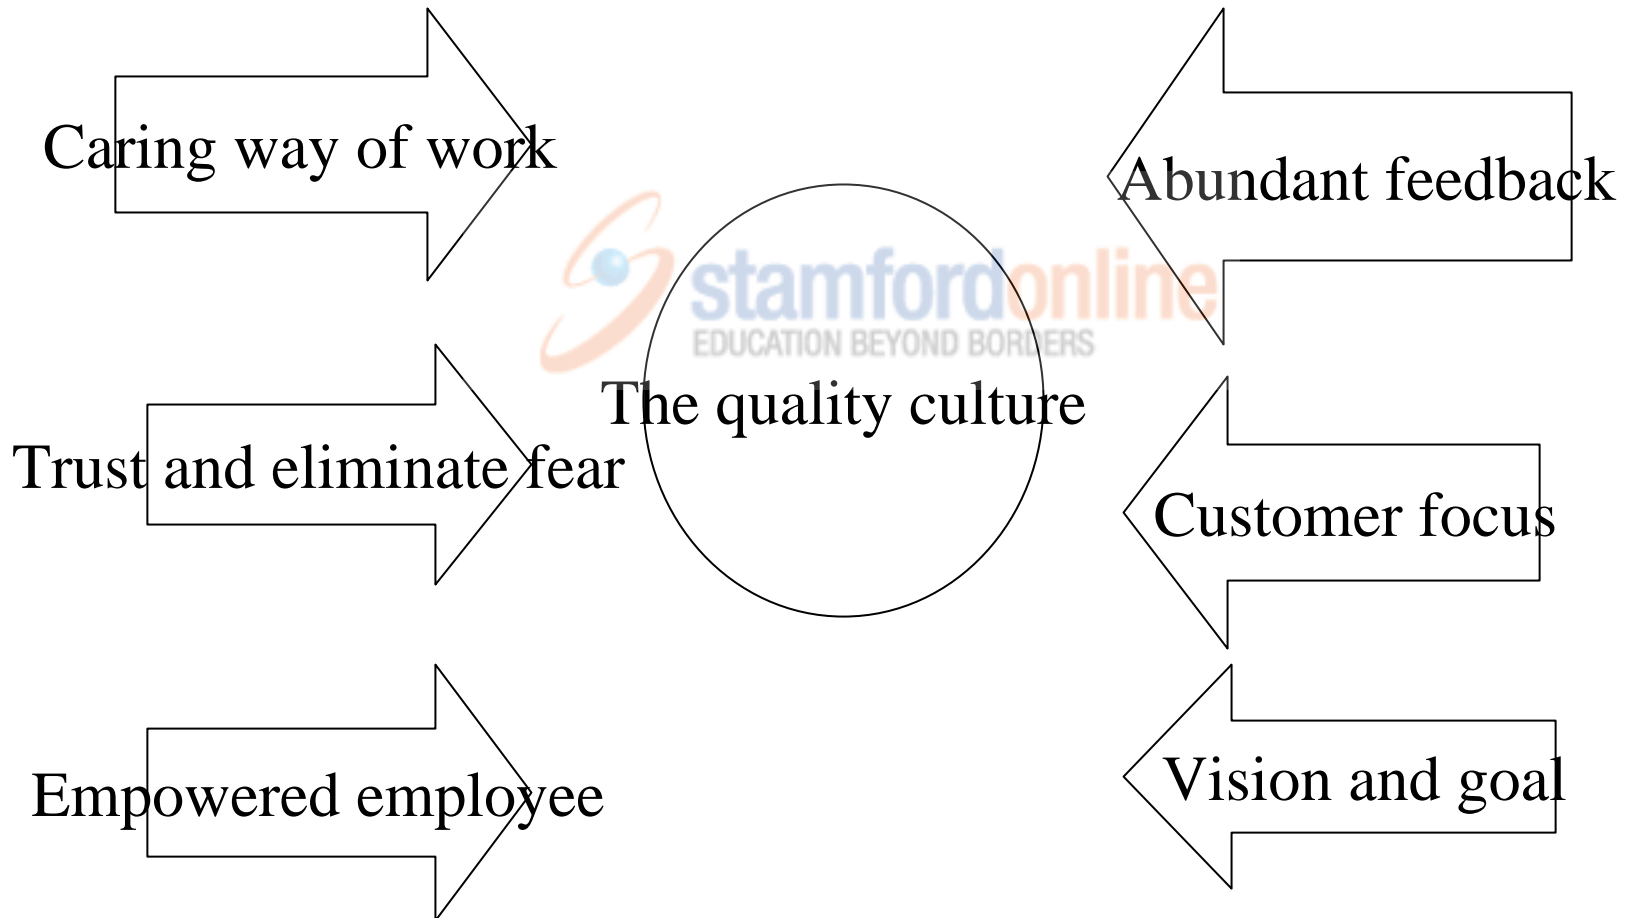 Caring way of work
Abundant feedback
stamfordonline
EDUCATION BEYOND BORDERS
The quality culture
Trust and eliminate fear
Customer focus
Empowered employee
Vision and goal